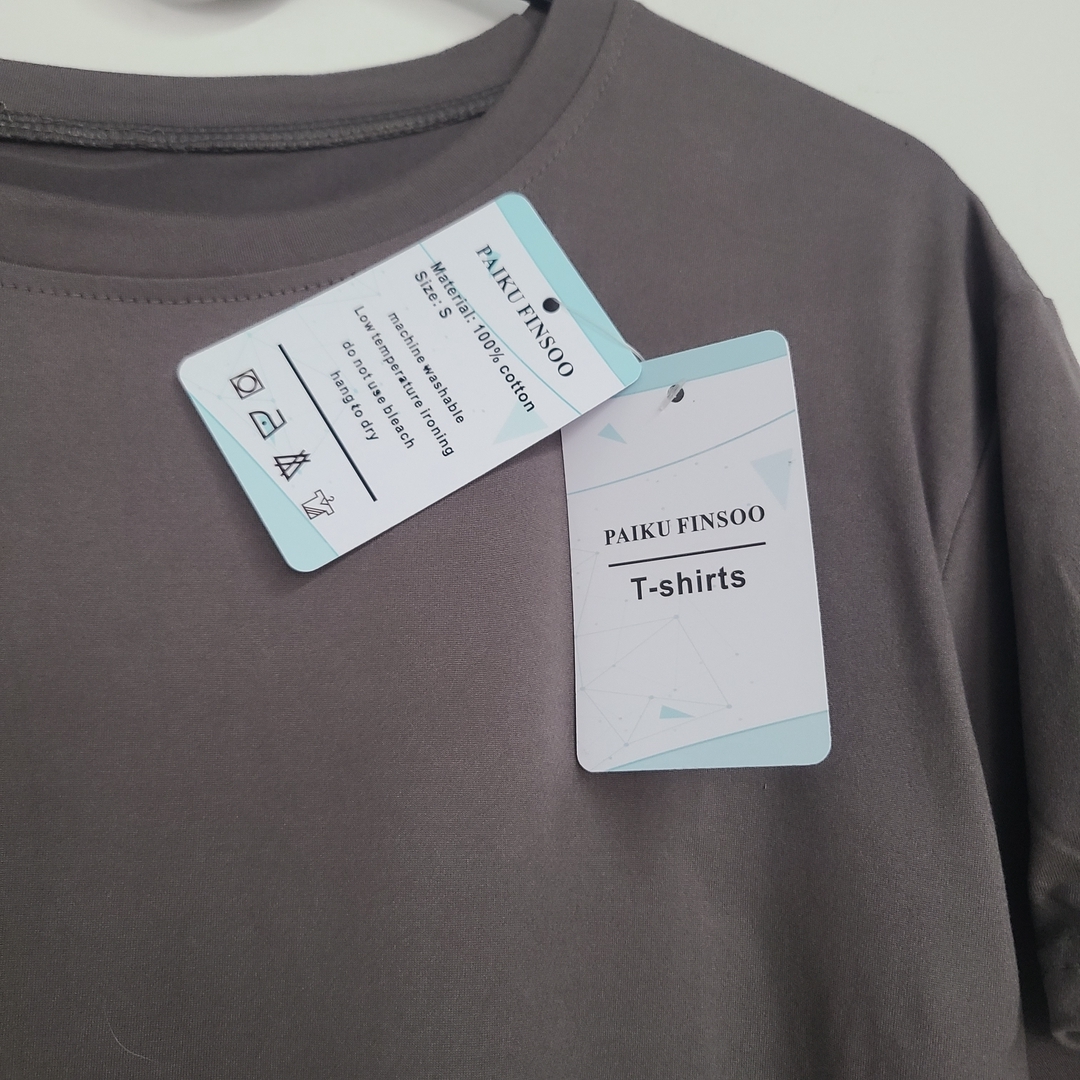 PAIKU FINSOO
Material: 100% cotton
Size: S
machine washable
Low temperature ironing
do not use bleach
hang to dry
PAIKU FINSOO
T-shirts